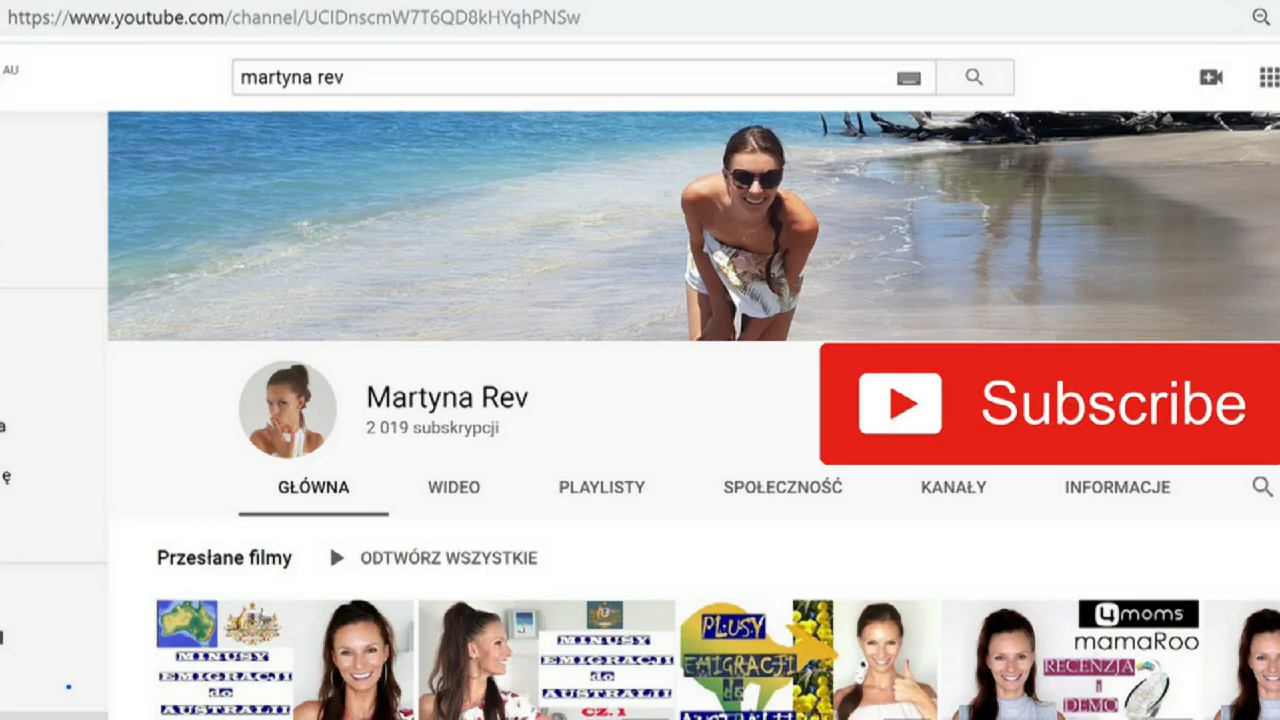 https://www.youtube.com/channel/UCIDnscmW7T6QD8kHYqhPNSw
AU
martyna rev
Martyna Rev
2 019 subskrypcji
Subscribe
a
ę
GŁÓWNA WIDEO PLAYLISTY SPOŁECZNOŚĆ KANAŁY INFORMACJE
Przesłane filmy ODTWÓRZ WSZYSTKIE
MINUSY
EMIGRACJI
do
AUSTRALII
MINUSY
EMIGRACJI
do
AUSTRALII
CZ. 1
PLUSY
EMIGRACJI
do
AUSTRALII
4moms
mamaRoo
RECENZJA
i
DEMO